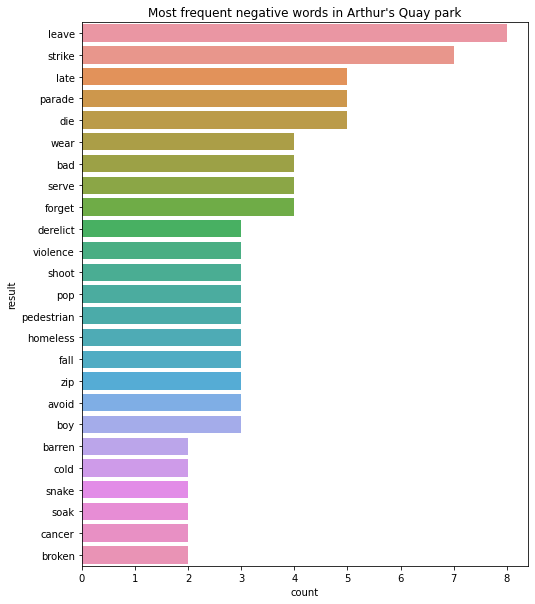 Most frequent negative words in Arthur's Quay park
leave
strike
late
parade
die
wear
bad
serve
forget
derelict
violence
shoot
pop
pedestrian
homeless
fall
zip
avoid
boy
barren
cold
snake
soak
cancer
broken
result
0 1 2 3 4 5 6 7 8
count